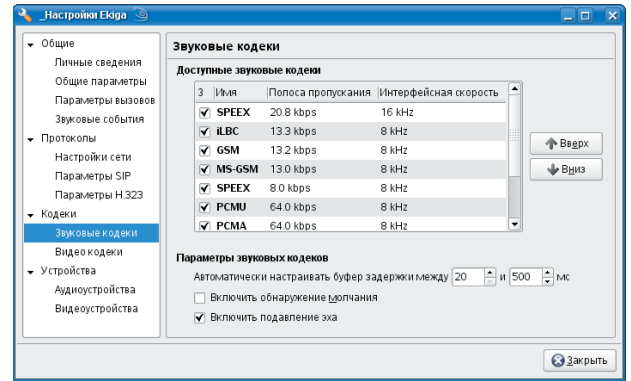 _Настройки Ekiga
Общие
Личные сведения
Общие параметры
Параметры вызовов
Звуковые события
Протоколы
Настройки сети
Параметры SIP
Параметры H.323
Кодеки
Звуковые кодеки
Видео кодеки
Устройства
Аудиоустройства
Видеоустройства
Звуковые кодеки
Доступные звуковые кодеки
З Имя Полоса пропускания Интерфейсная скорость
SPEEX 20.8 kbps 16 kHz
iLBC 13.3 kbps 8 kHz
GSM 13.2 kbps 8 kHz
MS-GSM 13.0 kbps 8 kHz
SPEEX 8.0 kbps 8 kHz
PCMU 64.0 kbps 8 kHz
PCMA 64.0 kbps 8 kHz
Вверх
Вниз
Параметры звуковых кодеков
Автоматически настраивать буфер задержки между 20 и 500 мс
Включить обнаружение молчания
Включить подавление эха
Закрыть